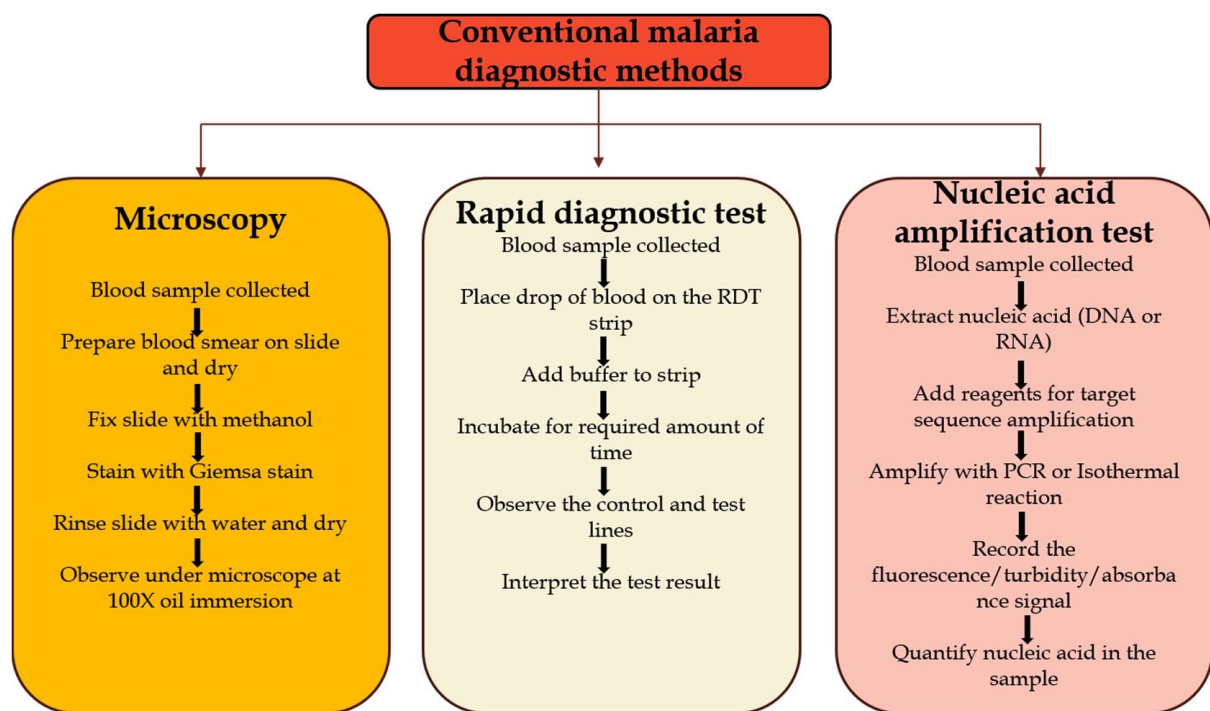 Conventional malaria
diagnostic methods
Microscopy
Blood sample collected
Prepare blood smear on slide
and dry
Fix slide with methanol
Stain with Giemsa stain
Rinse slide with water and dry
Observe under microscope at
100X oil immersion
Rapid diagnostic test
Blood sample collected
Place drop of blood on the RDT
strip
Add buffer to strip
Incubate for required amount of
time
Observe the control and test
lines
Interpret the test result
Nucleic acid
amplification test
Blood sample collected
Extract nucleic acid (DNA or
RNA)
Add reagents for target
sequence amplification
Amplify with PCR or Isothermal
reaction
Record the
fluorescence/turbidity/absorba
nce signal
Quantify nucleic acid in the
sample